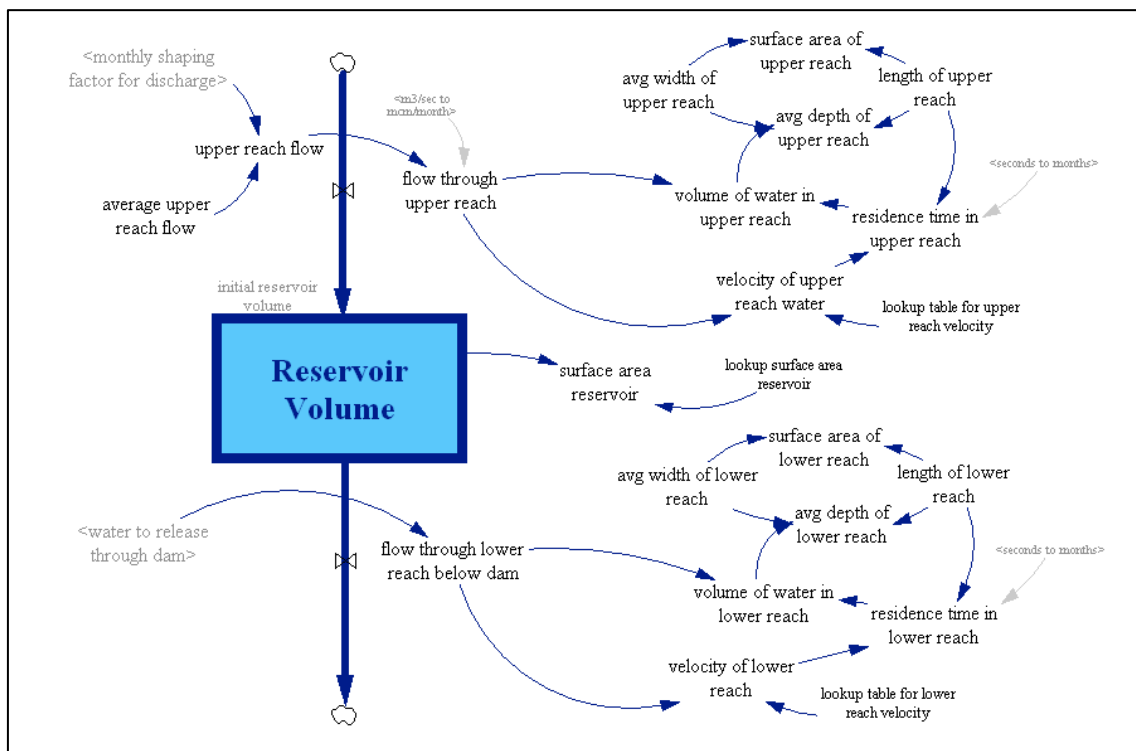 <monthly shaping
factor for discharge>
upper reach flow
average upper
reach flow
<m3/sec to
mcm/month>
flow through
upper reach
surface area of
upper reach
avg width of
upper reach
length of upper
reach
avg depth of
upper reach
<seconds to months>
volume of water in
upper reach
residence time in
upper reach
velocity of upper
reach water
lookup table for upper
reach velocity
initial reservoir
volume
Reservoir
Volume
surface area
reservoir
lookup surface area
reservoir
surface area of
lower reach
avg width of lower
reach
length of lower
reach
avg depth of
lower reach
<water to release
through dam>
flow through lower
reach below dam
<seconds to months>
volume of water in
lower reach
residence time in
lower reach
velocity of lower
reach
lookup table for lower
reach velocity